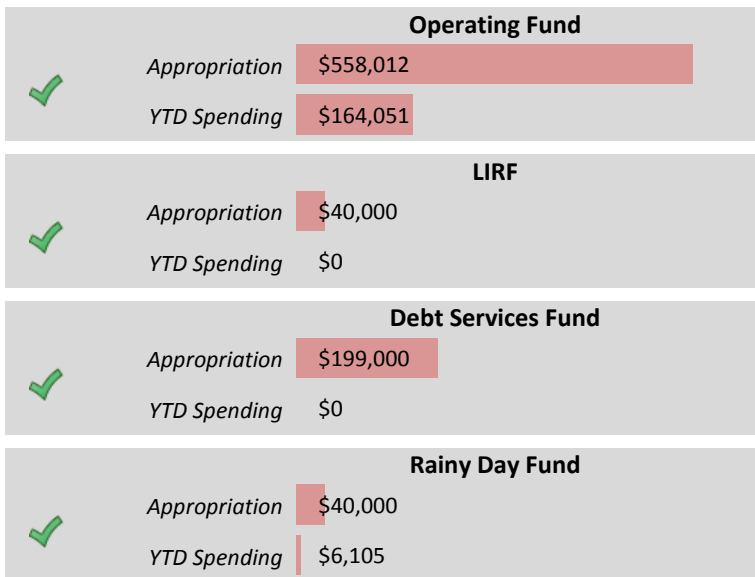 Operating Fund
Appropriation $558,012
YTD Spending $164,051
LIRF
Appropriation $40,000
YTD Spending $0
Debt Services Fund
Appropriation $199,000
YTD Spending $0
Rainy Day Fund
Appropriation $40,000
YTD Spending $6,105